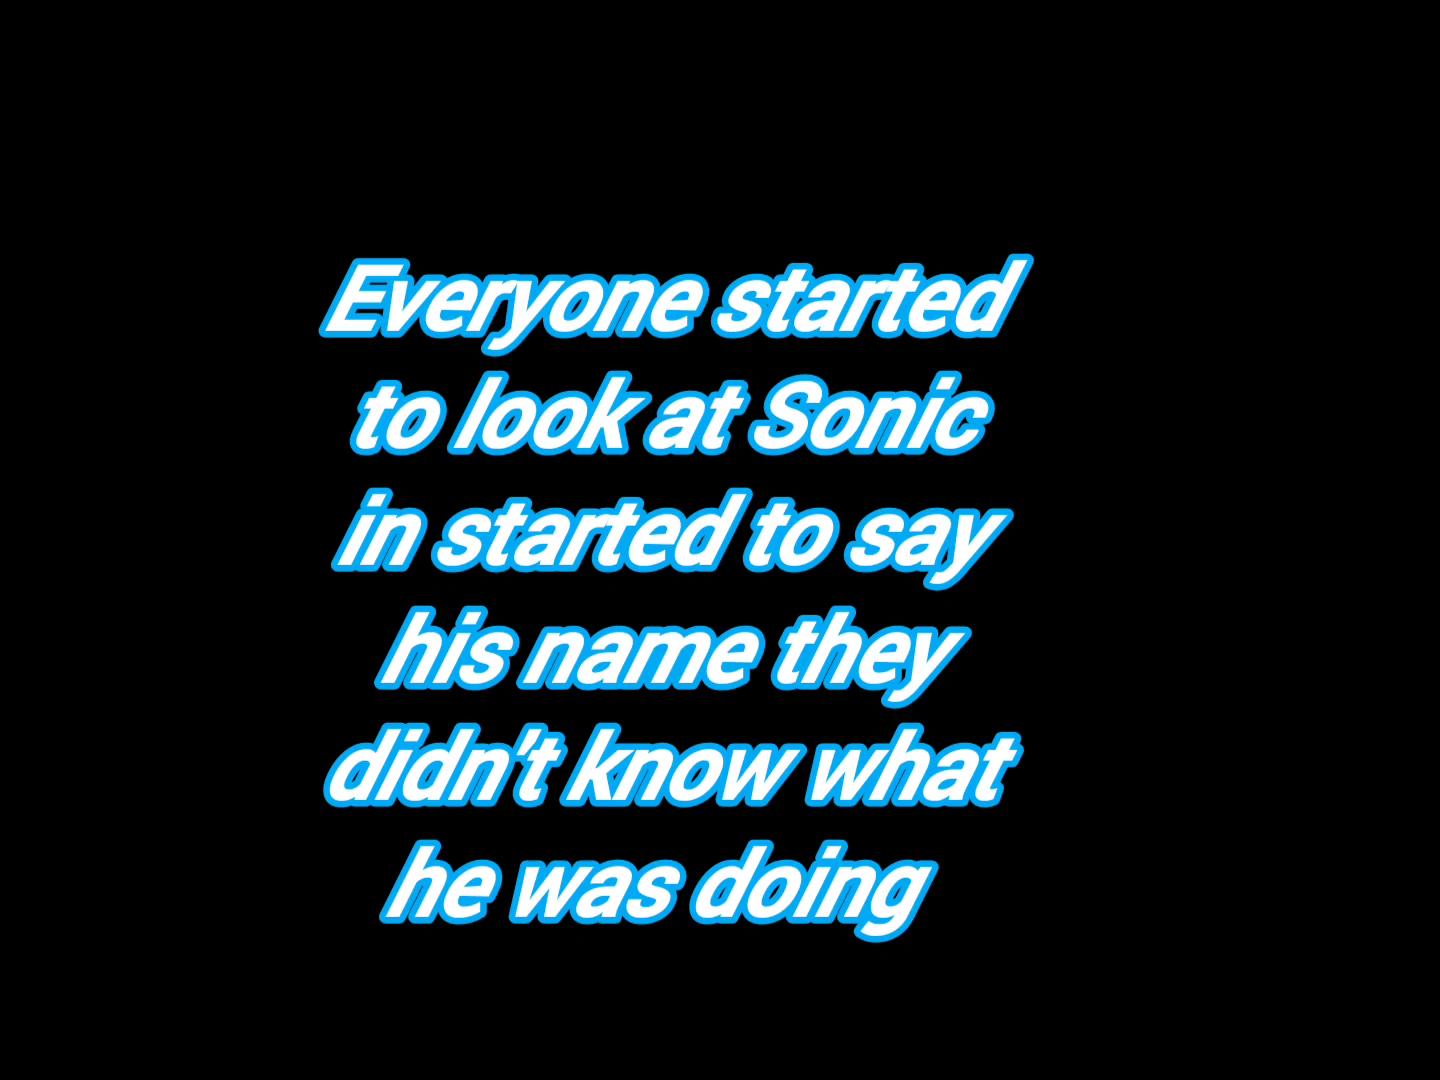 Everyone started
to look at Sonic
in started to say
his name they
didn't know what
he was doing